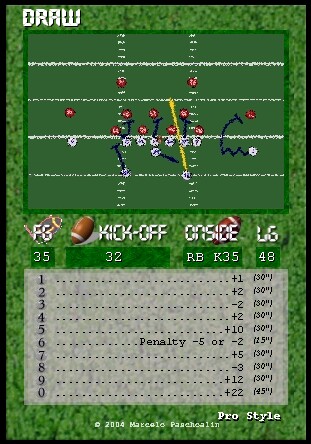 DRAW
FG KICK-OFF ONSIDE LG
35 32 RB K35 48
1 ........ +1 (30")
2 ........ +2 (30")
3 ........ -2 (30")
4 ........ +2 (30")
5 ........ +10 (30")
6 Penalty -5 or -2 (15")
7 ........ +5 (30")
8 ........ -3 (30")
9 ........ +12 (30")
0 ........ +22 (45")
Pro Style
© 2004 Marcelo Paschoalin